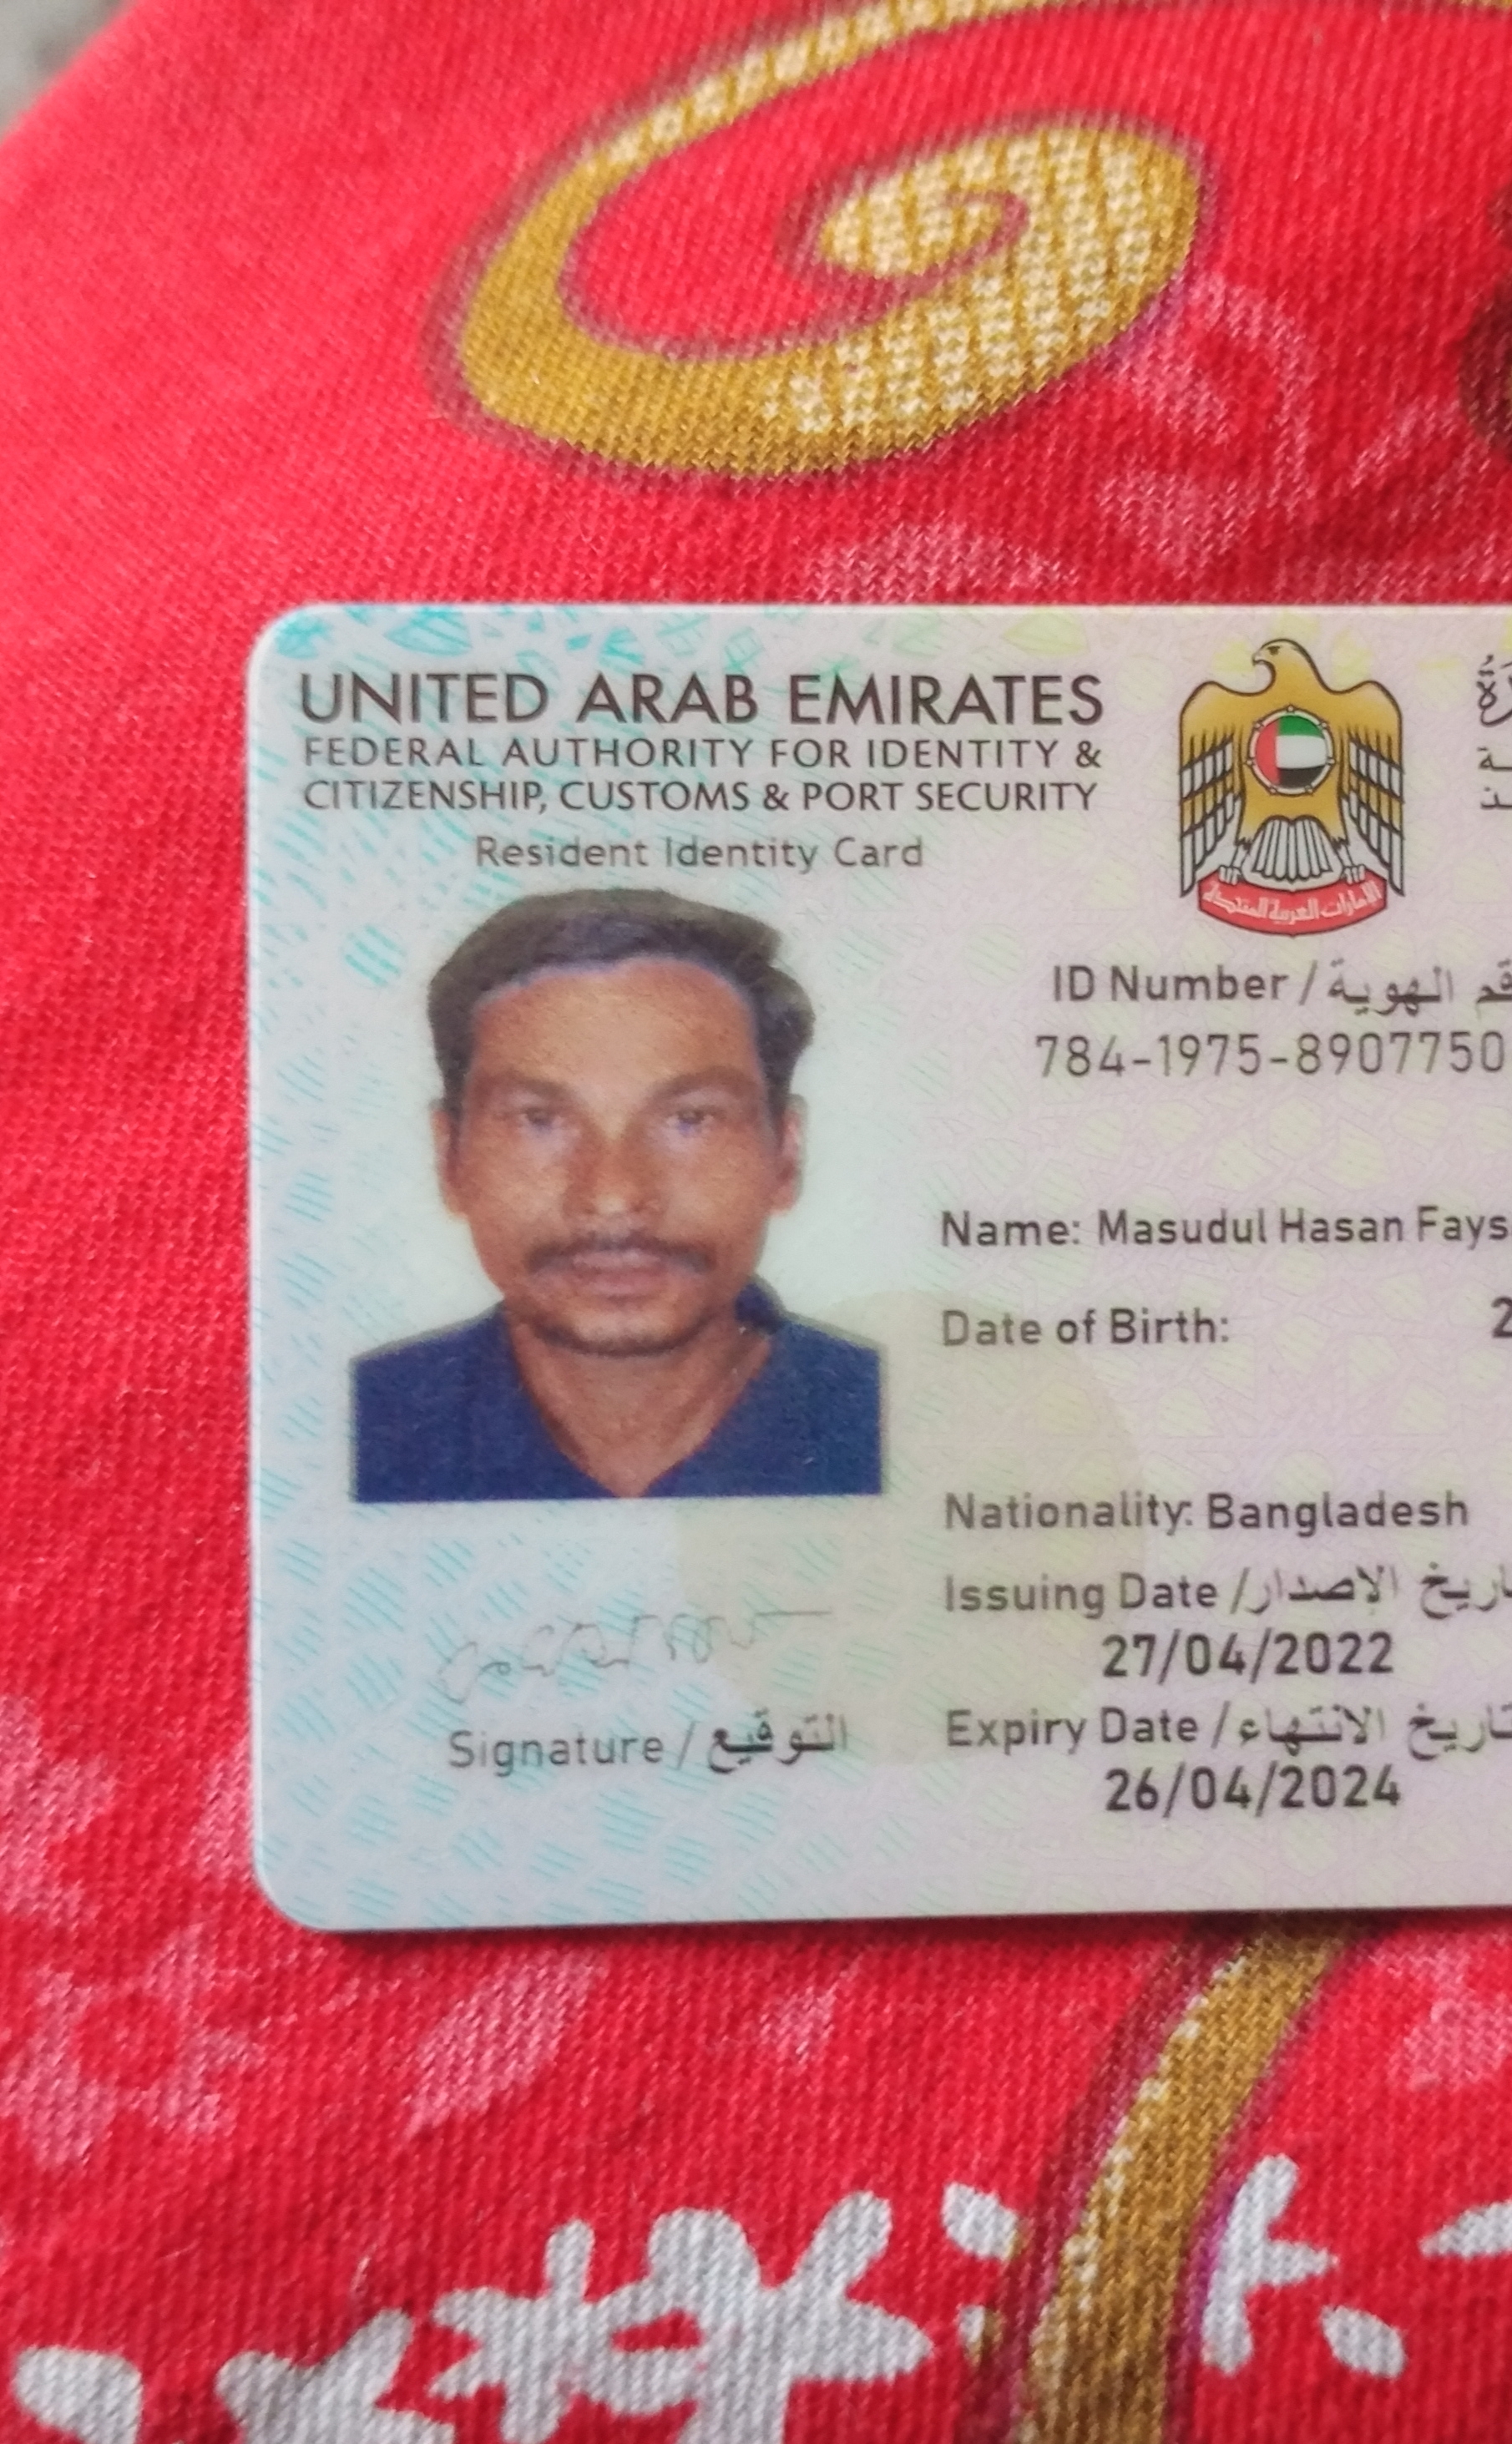 UNITED ARAB EMIRATES
FEDERAL AUTHORITY FOR IDENTITY &
CITIZENSHIP, CUSTOMS & PORT SECURITY
Resident Identity Card
الإمارات العربية المتحدة
ID Number / قم الهوية
784-1975-8907750
Name: Masudul Hasan Fays
Date of Birth: 2
Nationality: Bangladesh
Issuing Date / اريخ الإصدار
27/04/2022
Expiry Date / تاريخ الانتهاء
26/04/2024
Signature / التوقيع